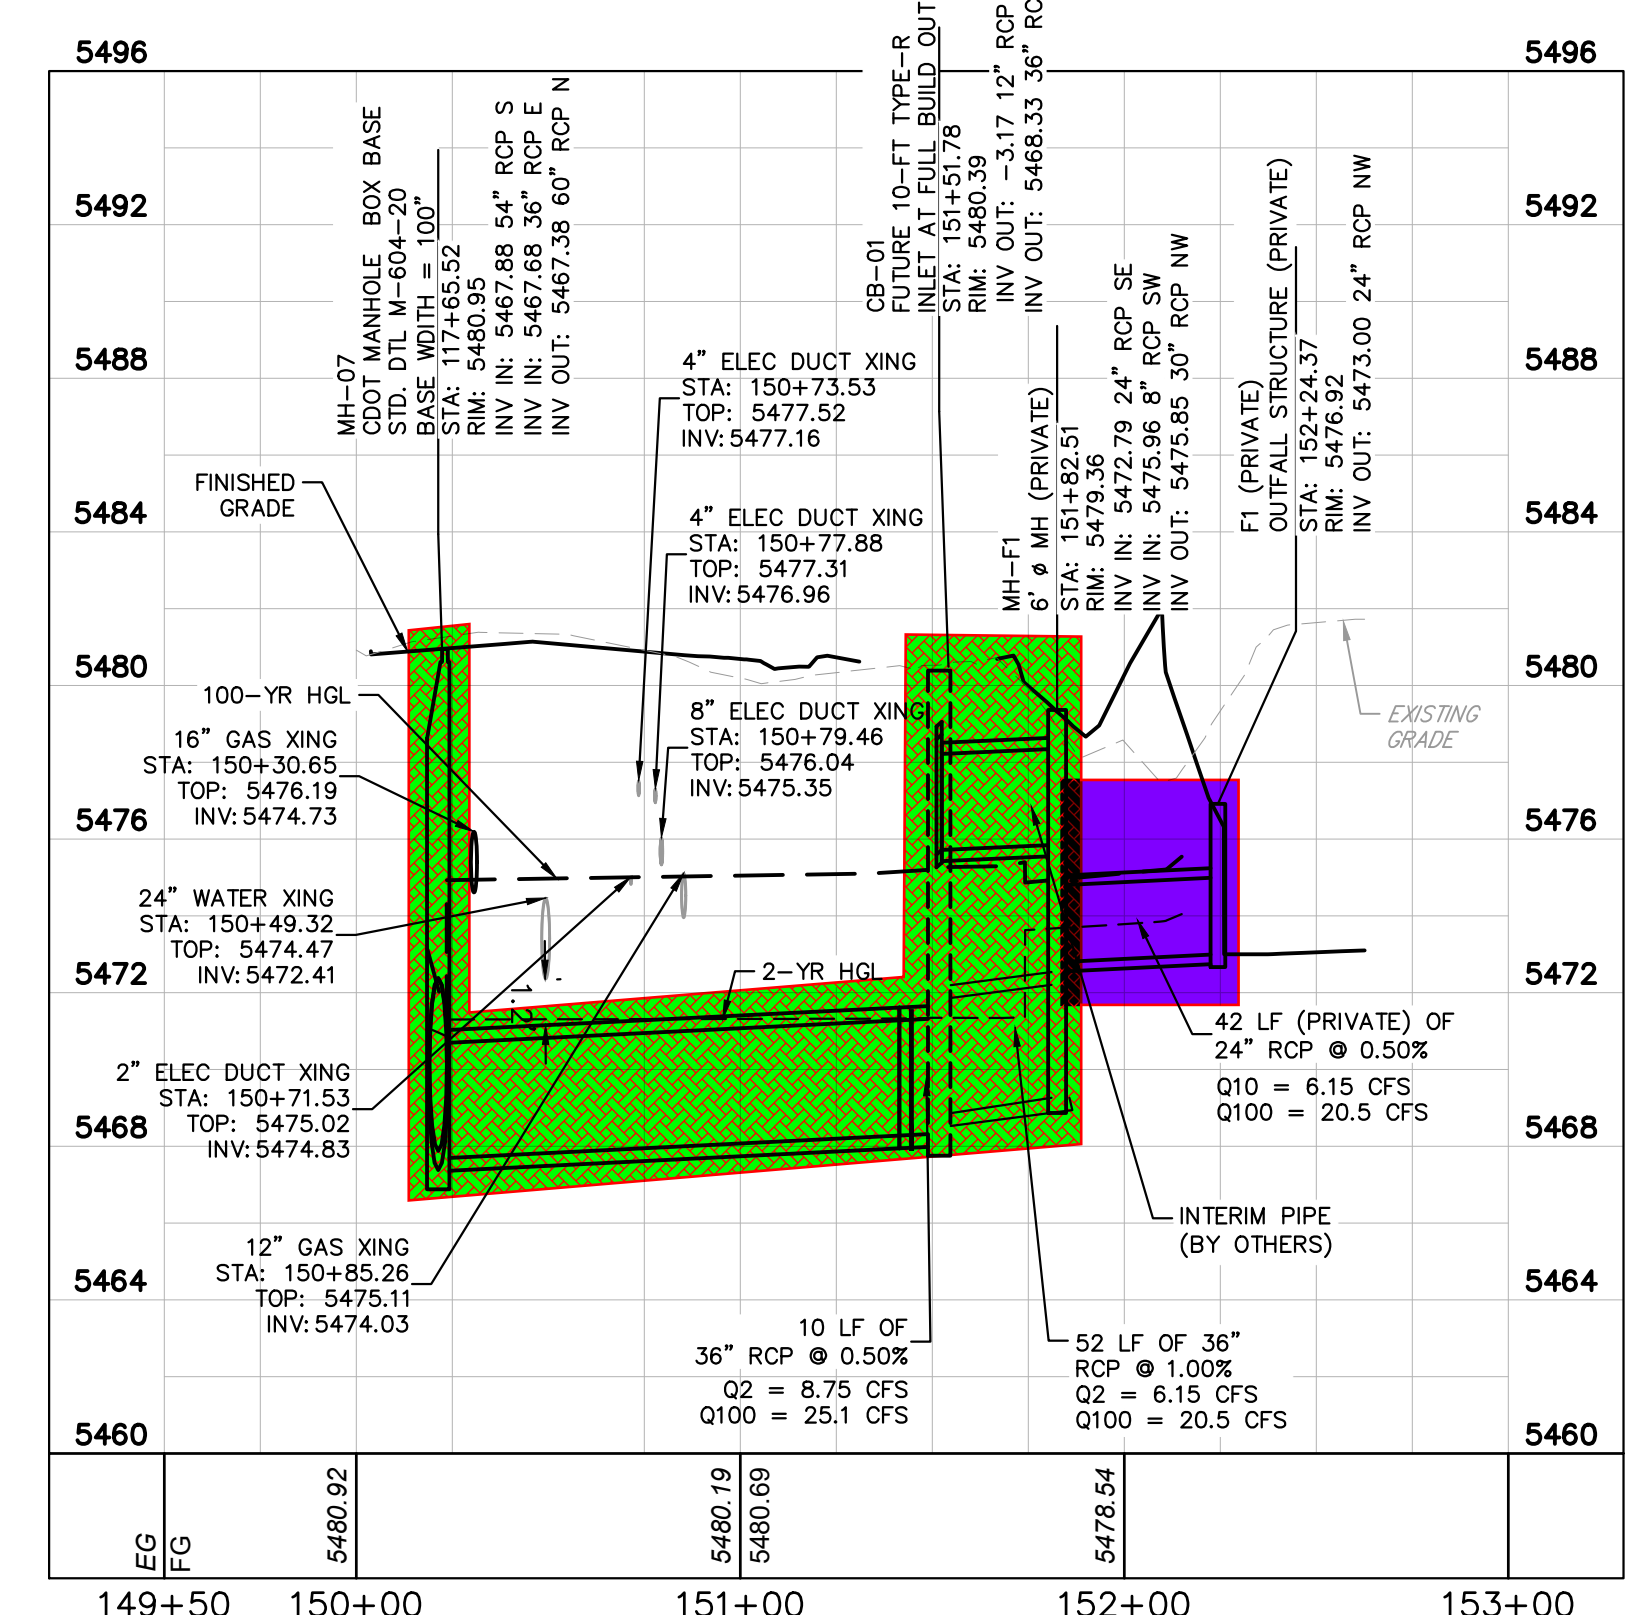 5496
5492
5488
5484
5480
5476
5472
5468
5464
5460
5496
5492
5488
5484
5480
5476
5472
5468
5464
5460
MH-07
CDOT MANHOLE BOX BASE
STD. DTL M-604-20
BASE WDITH = 100"
STA: 117+65.52
RIM: 5480.95
INV IN: 5467.88 54" RCP S
INV IN: 5467.68 36" RCP E
INV OUT: 5467.38 60" RCP N
CB-01
FUTURE 10-FT TYPE-R
INLET AT FULL BUILD OUT
STA: 151+51.78
RIM: 5480.39
INV OUT: -3.17 12" RCP
INV OUT: 5468.33 36" RC
MH-F1
6' ø MH (PRIVATE)
STA: 151+82.51
RIM: 5479.36
INV IN: 5472.79 24" RCP SE
INV IN: 5475.96 8" RCP SW
INV OUT: 5475.85 30" RCP NW
F1 (PRIVATE)
OUTFALL STRUCTURE (PRIVATE)
STA: 152+24.37
RIM: 5476.92
INV OUT: 5473.00 24" RCP NW
4" ELEC DUCT XING
STA: 150+73.53
TOP: 5477.52
INV: 5477.16
FINISHED
GRADE
4" ELEC DUCT XING
STA: 150+77.88
TOP: 5477.31
INV: 5476.96
100-YR HGL
8" ELEC DUCT XING
STA: 150+79.46
TOP: 5476.04
INV: 5475.35
EXISTING
GRADE
16" GAS XING
STA: 150+30.65
TOP: 5476.19
INV: 5474.73
24" WATER XING
STA: 150+49.32
TOP: 5474.47
INV: 5472.41
2-YR HGL
42 LF (PRIVATE) OF
24" RCP @ 0.50%
Q10 = 6.15 CFS
Q100 = 20.5 CFS
2" ELEC DUCT XING
STA: 150+71.53
TOP: 5475.02
INV: 5474.83
INTERIM PIPE
(BY OTHERS)
12" GAS XING
STA: 150+85.26
TOP: 5475.11
INV: 5474.03
10 LF OF
36" RCP @ 0.50%
Q2 = 8.75 CFS
Q100 = 25.1 CFS
52 LF OF 36"
RCP @ 1.00%
Q2 = 6.15 CFS
Q100 = 20.5 CFS
EG
FG
5480.92
5480.19
5480.69
5478.54
149+50
150+00
151+00
152+00
153+00